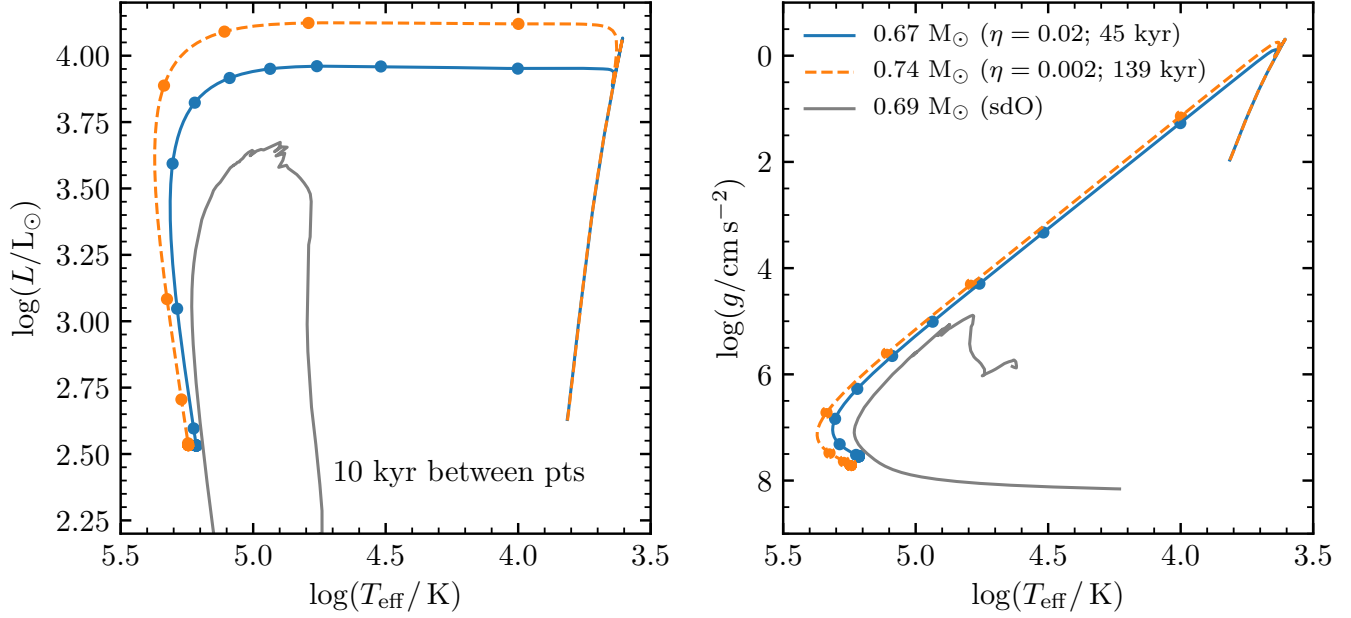 4.00
3.75
3.50
3.25
3.00
2.75
2.50
2.25
log(L/L⊙)
10 kyr between pts
5.5 5.0 4.5 4.0 3.5
log(Teff/ K)
0.67 M⊙ (η = 0.02; 45 kyr)
0.74 M⊙ (η = 0.002; 139 kyr)
0.69 M⊙ (sdO)
0
2
4
6
8
log(g/cm s−2)
5.5 5.0 4.5 4.0 3.5
log(Teff/ K)